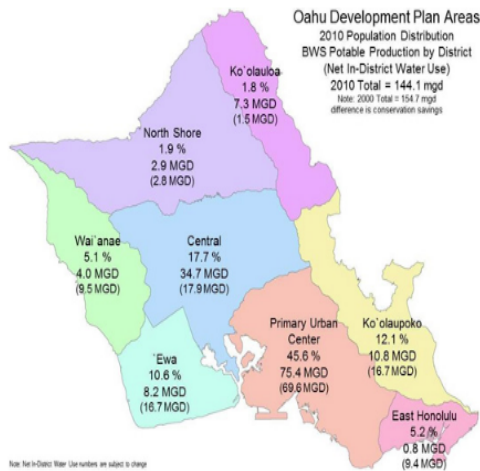 Oahu Development Plan Areas
2010 Population Distribution
BWS Potable Production by District
(Net In-District Water Use)
2010 Total = 144.1 mgd
Note: 2000 Total = 154.7 mgd
difference is conservation savings
Ko`olauloa
1.8 %
7.3 MGD
(1.5 MGD)
North Shore
1.9 %
2.9 MGD
(2.8 MGD)
Wai`anae
5.1 %
4.0 MGD
(9.5 MGD)
Central
17.7 %
34.7 MGD
(17.9 MGD)
Primary Urban
Center
45.6 %
75.4 MGD
(69.6 MGD)
Ko`olaupoko
12.1 %
10.8 MGD
(16.7 MGD)
`Ewa
10.6 %
8.2 MGD
(16.7 MGD)
East Honolulu
5.2 %
0.8 MGD
(9.4 MGD)
Note: Net In-District Water Use numbers are subject to change